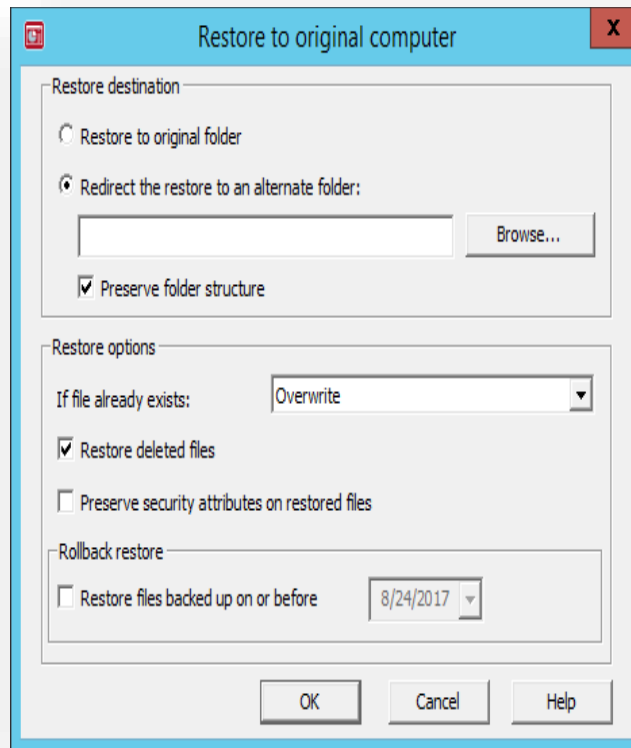 Restore to original computer
X
Restore destination
Restore to original folder
Redirect the restore to an alternate folder:
Browse...
Preserve folder structure
Restore options
If file already exists:
Overwrite
Restore deleted files
Preserve security attributes on restored files
Rollback restore
Restore files backed up on or before
8/24/2017
OK
Cancel
Help